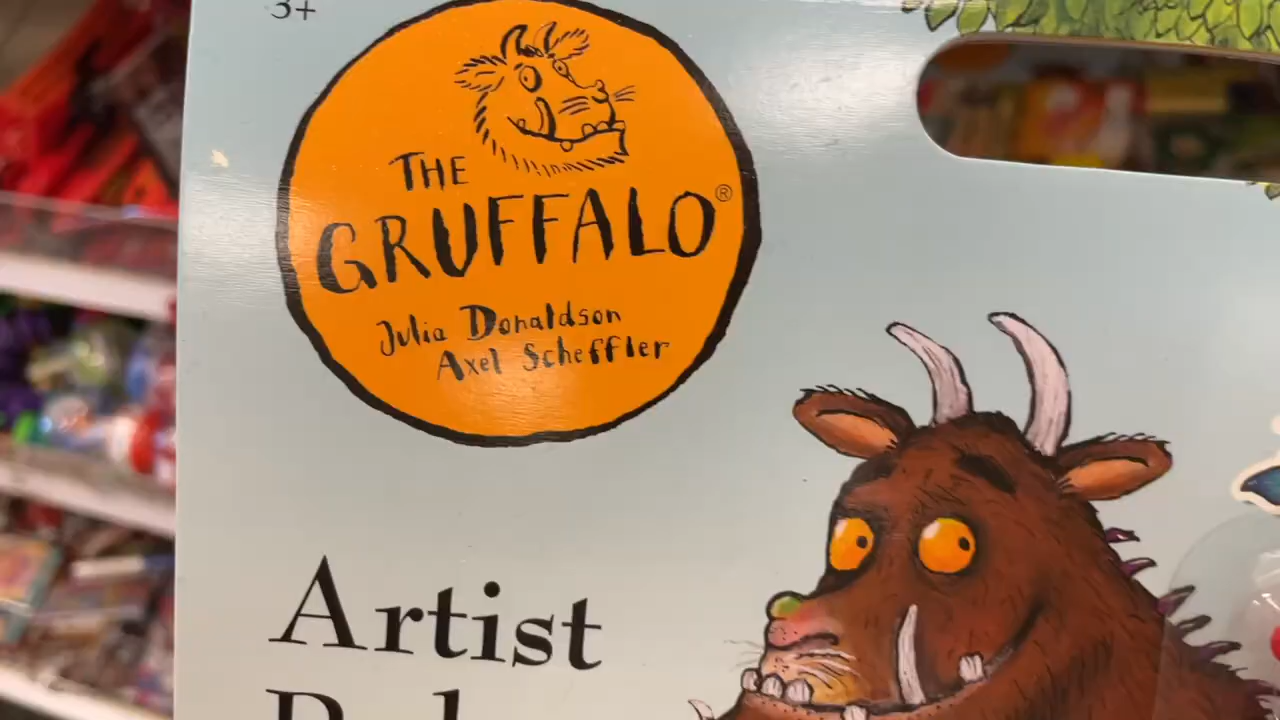 3+
THE
GRUFFALO®
Julia Donaldson
Axel Scheffler
Artist